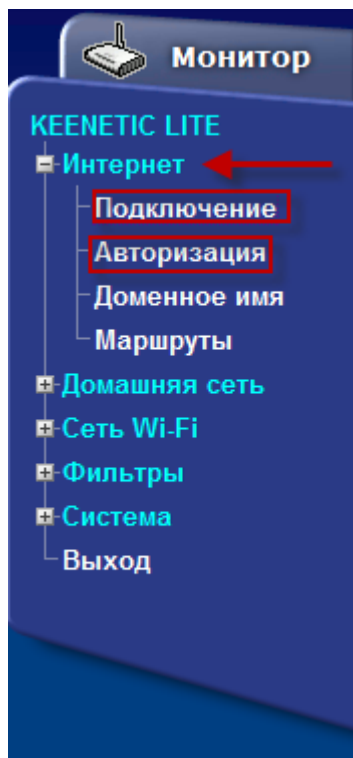 Монитор
KEENETIC LITE
Интернет
Подключение
Авторизация
Доменное имя
Маршруты
Домашняя сеть
Сеть Wi-Fi
Фильтры
Система
Выход